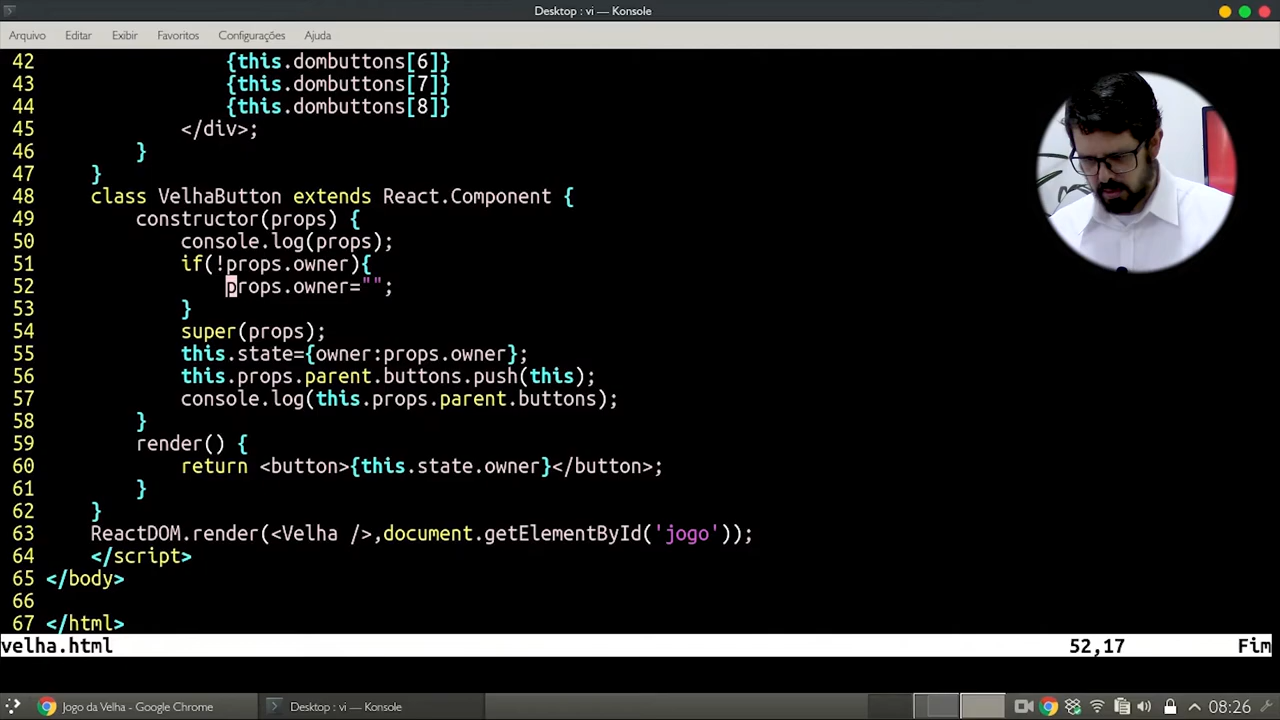 Desktop : vi — Konsole
Arquivo Editar Exibir Favoritos Configurações Ajuda
42 {this.dombuttons[6]}
43 {this.dombuttons[7]}
44 {this.dombuttons[8]}
45 </div>;
46 }
47 }
48 class VelhaButton extends React.Component {
49 constructor(props) {
50 console.log(props);
51 if(!props.owner){
52 props.owner="";
53 }
54 super(props);
55 this.state={owner:props.owner};
56 this.props.parent.buttons.push(this);
57 console.log(this.props.parent.buttons);
58 }
59 render() {
60 return <button>{this.state.owner}</button>;
61 }
62 }
63 ReactDOM.render(<Velha />,document.getElementById('jogo'));
64 </script>
65 </body>
66
67 </html>
velha.html 52,17 Fim
Jogo da Velha - Google Chrome Desktop : vi — Konsole 08:26